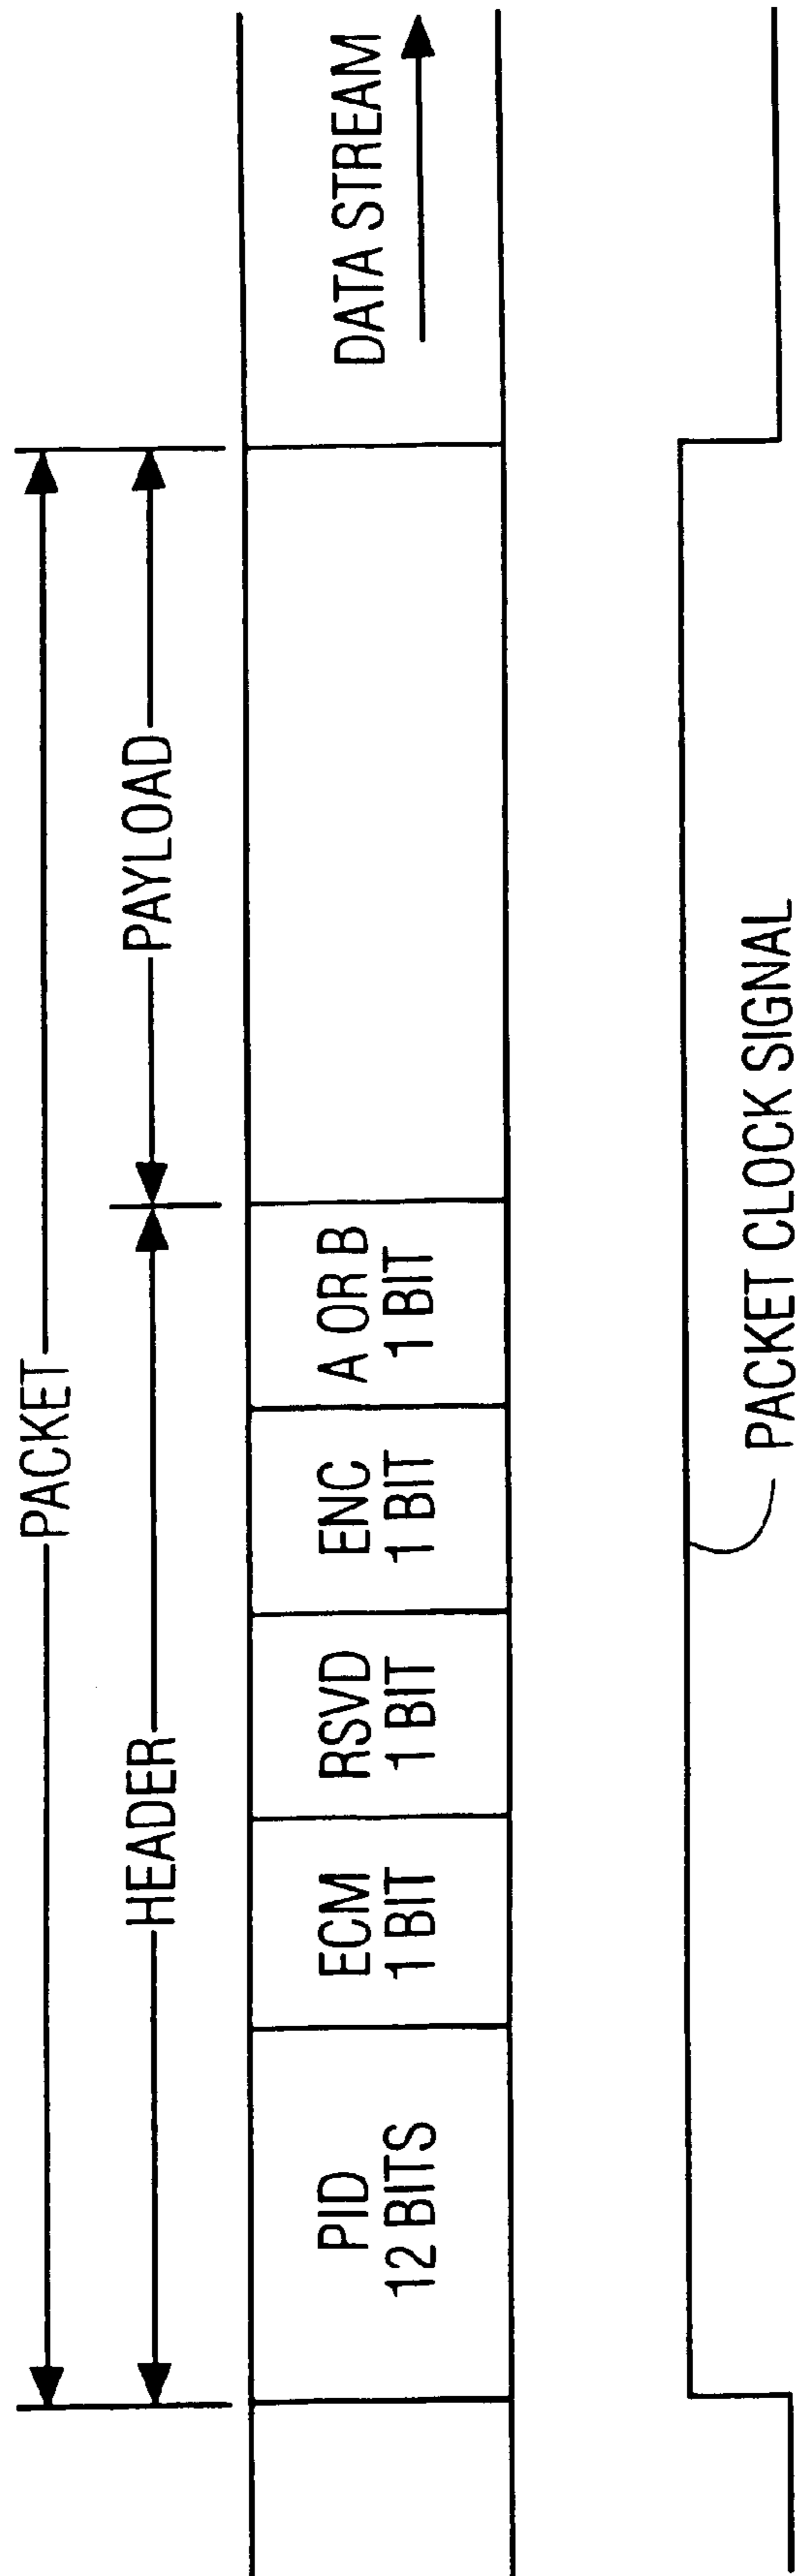 PACKET
HEADER
PAYLOAD
PID
12 BITS
ECM
1 BIT
RSVD
1 BIT
ENC
1 BIT
A OR B
1 BIT
DATA STREAM
PACKET CLOCK SIGNAL